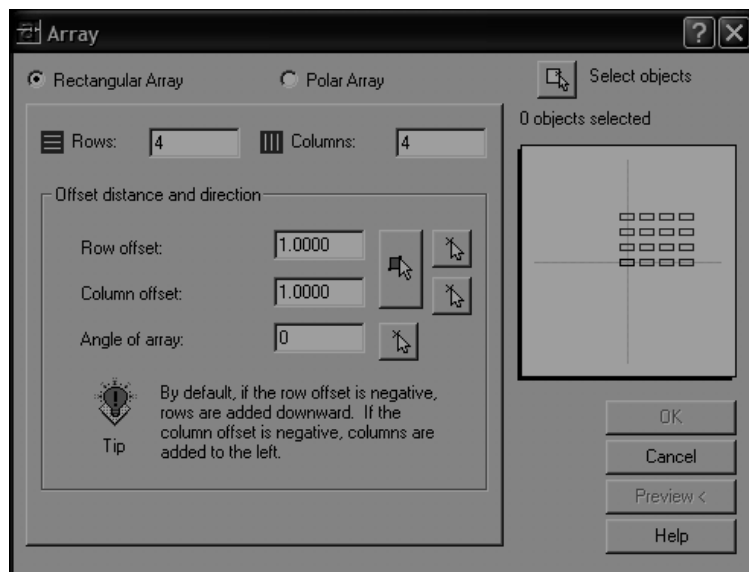 Array
Rectangular Array Polar Array Select objects
0 objects selected
Rows: 4 Columns: 4
Offset distance and direction
Row offset: 1.0000
Column offset: 1.0000
Angle of array: 0
By default, if the row offset is negative,
rows are added downward. If the
column offset is negative, columns are
added to the left.
Tip
OK
Cancel
Preview <
Help